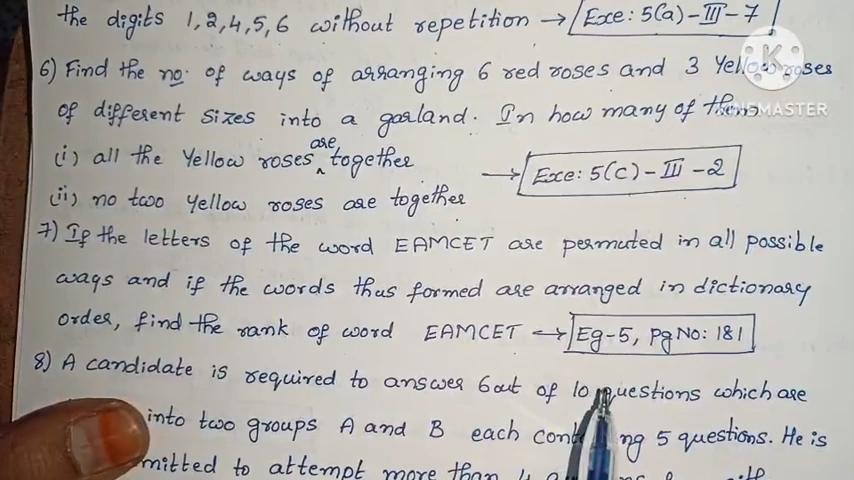 the digits 1,2,4,5,6 without repetition → Exe: 5(a)-III-7
6) Find the no. of ways of arranging 6 red roses and 3 Yellow roses
of different sizes into a garland. In how many of them
KINEMASTER
(i) all the Yellow roses are together
(ii) no two yellow roses are together → Exe: 5(c)-III-2
7) If the letters of the word EAMCET are permuted in all possible
ways and if the words thus formed are arranged in dictionary
order, find the rank of word EAMCET ↔ Eg-5, Pg No: 181
8) A candidate is required to answer 6 out of 10 questions which are
into two groups A and B each 5 questions. He is
to attempt more than 4